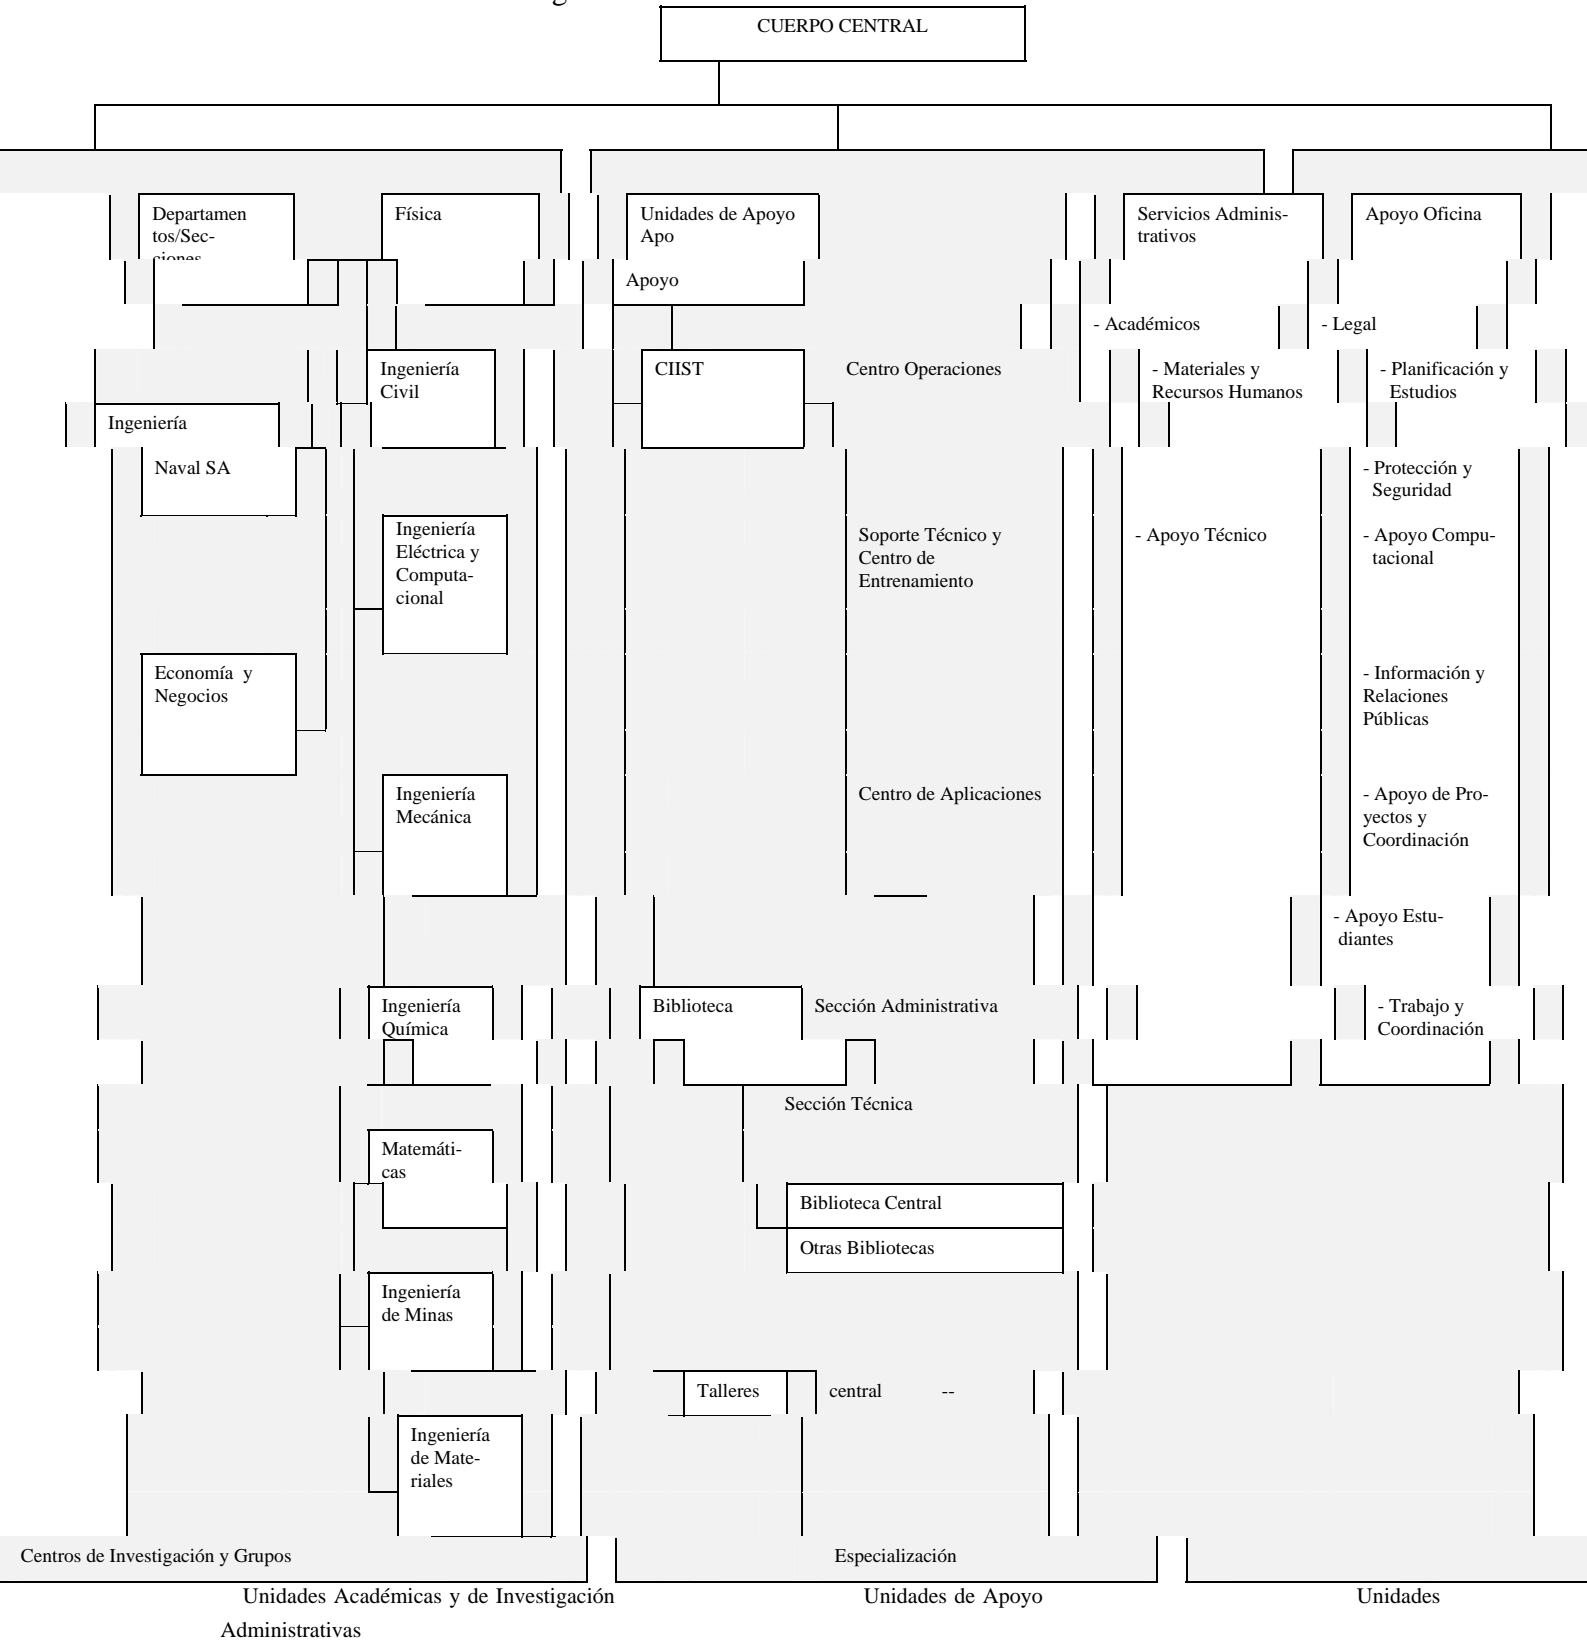 CUERPO CENTRAL
Departamen
tos/Sec-
ciones
Física
Unidades de Apoyo
Apo
Apoyo
Servicios Adminis-
trativos
Apoyo Oficina
- Académicos
- Legal
Ingeniería
Civil
CIIST
Centro Operaciones
- Materiales y
Recursos Humanos
- Planificación y
Estudios
Ingeniería
Naval SA
- Protección y
Seguridad
Ingeniería
Eléctrica y
Computa-
cional
Soporte Técnico y
Centro de
Entrenamiento
- Apoyo Técnico
- Apoyo Compu-
tacional
Economía y
Negocios
- Información y
Relaciones
Públicas
Ingeniería
Mecánica
Centro de Aplicaciones
- Apoyo de Pro-
yectos y
Coordinación
- Apoyo Estu-
diantes
Ingeniería
Química
Biblioteca
Sección Administrativa
- Trabajo y
Coordinación
Sección Técnica
Matemáti-
cas
Biblioteca Central
Otras Bibliotecas
Ingeniería
de Minas
Talleres
central --
Ingeniería
de Mate-
riales
Centros de Investigación y Grupos
Especialización
Unidades Académicas y de Investigación Unidades de Apoyo Unidades
Administrativas